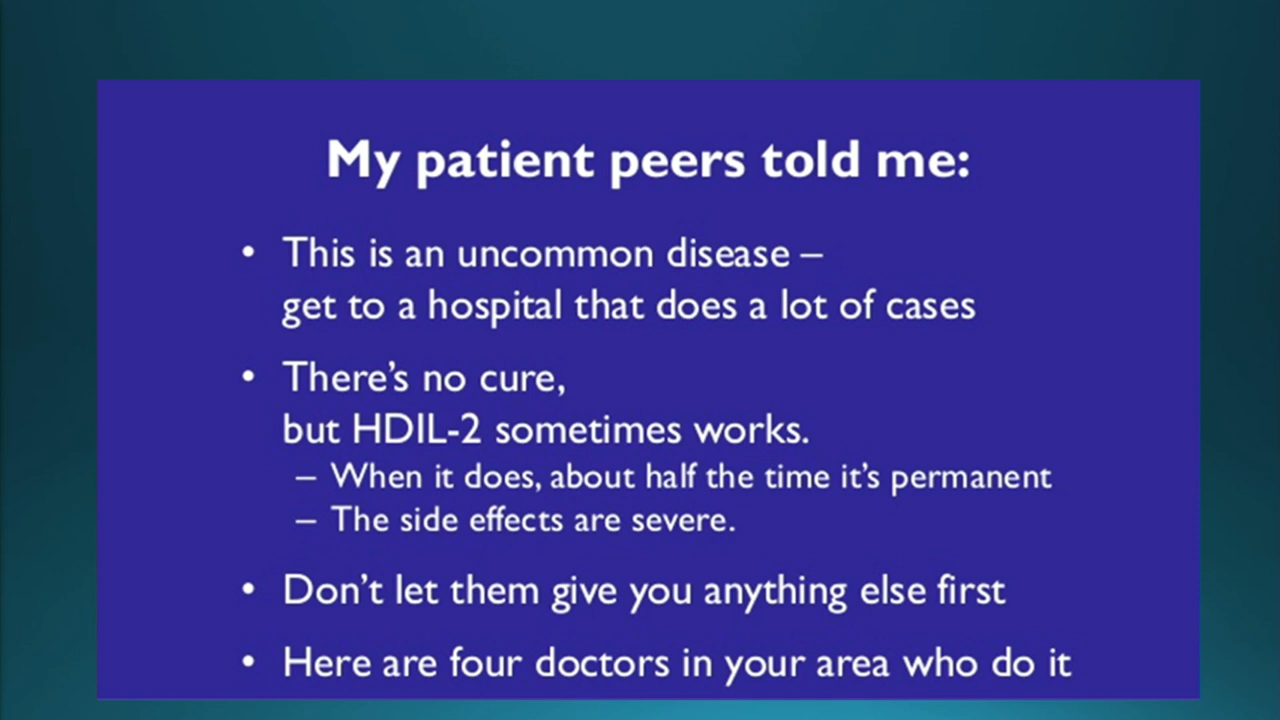 My patient peers told me:
• This is an uncommon disease –
get to a hospital that does a lot of cases
• There's no cure,
but HDIL-2 sometimes works.
– When it does, about half the time it's permanent
– The side effects are severe.
• Don't let them give you anything else first
• Here are four doctors in your area who do it